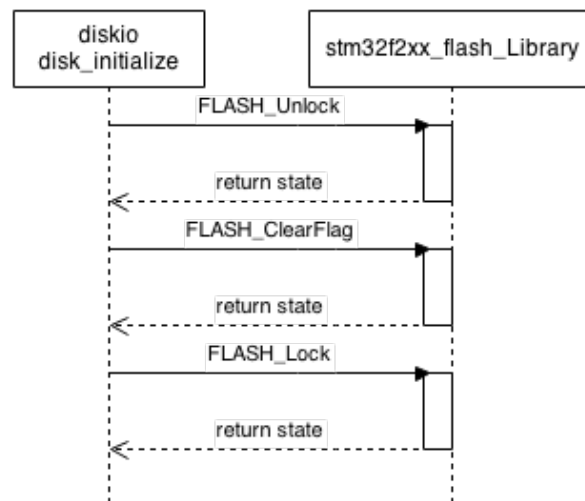 diskio
disk_initialize
stm32f2xx_flash_Library
FLASH_Unlock
return state
FLASH_ClearFlag
return state
FLASH_Lock
return state